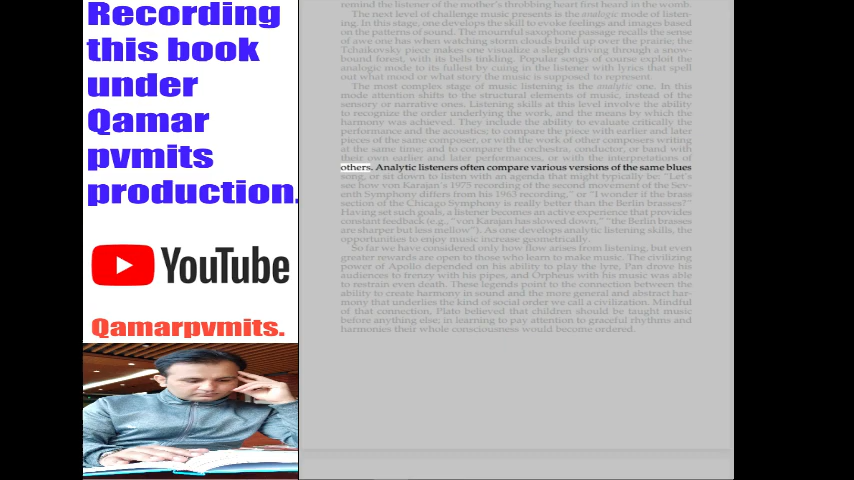 Recording
this book
under
Qamar
pvmits
production.
YouTube
Qamarpvmits.
remind the listener of the mother's throbbing heart first heard in the womb.
The next level of challenge music presents is the analogic mode of listen-
ing. In this stage, one develops the skill to evoke feelings and images based
on the patterns of sound. The mournful saxophone passage recalls the sense
of awe one has when watching storm clouds build up over the prairie; the
Tchaikovsky piece makes one visualize a sleigh driving through a snow-
bound forest, with its bells tinkling. Popular songs of course exploit the
analogic mode to its fullest by cuing in the listener with lyrics that spell
out what mood or what story the music is supposed to represent.
The most complex stage of music listening is the analytic one. In this
mode attention shifts to the structural elements of music, instead of the
sensory or narrative ones. Listening skills at this level involve the ability
to recognize the order underlying the work, and the means by which the
harmony was achieved. They include the ability to evaluate critically the
performance and the acoustics; to compare the piece with earlier and later
pieces of the same composer, or with the work of other composers writing
at the same time; and to compare the orchestra, conductor, or band with
their own earlier and later performances, or with the interpretations of
others. Analytic listeners often compare various versions of the same blues
song, or sit down to listen with an agenda that might typically be: "Let's
see how von Karajan's 1975 recording of the second movement of the Sev-
enth Symphony differs from his 1963 recording," or "I wonder if the brass
section of the Chicago Symphony is really better than the Berlin brasses?"
Having set such goals, a listener becomes an active experience that provides
constant feedback (e.g., "von Karajan has slowed down," "the Berlin brasses
are sharper but less mellow"). As one develops analytic listening skills, the
opportunities to enjoy music increase geometrically.
So far we have considered only how flow arises from listening, but even
greater rewards are open to those who learn to make music. The civilizing
power of Apollo depended on his ability to play the lyre, Pan drove his
audiences to frenzy with his pipes, and Orpheus with his music was able
to restrain even death. These legends point to the connection between the
ability to create harmony in sound and the more general and abstract har-
mony that underlies the kind of social order we call a civilization. Mindful
of that connection, Plato believed that children should be taught music
before anything else; in learning to pay attention to graceful rhythms and
harmonies their whole consciousness would become ordered.